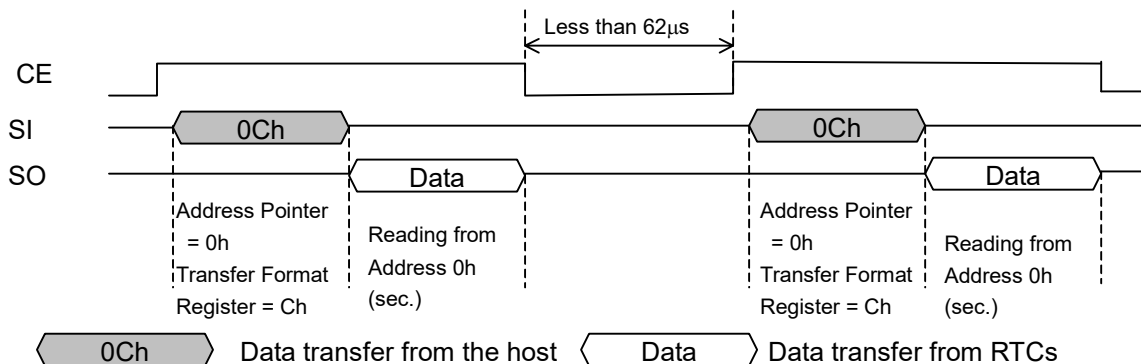 Less than 62μs
CE
SI
0Ch
0Ch
SO
Data
Data
Address Pointer
= 0h
Transfer Format
Register = Ch
Reading from
Address 0h
(sec.)
Address Pointer
= 0h
Transfer Format
Register = Ch
Reading from
Address 0h
(sec.)
0Ch
Data transfer from the host
Data
Data transfer from RTCs